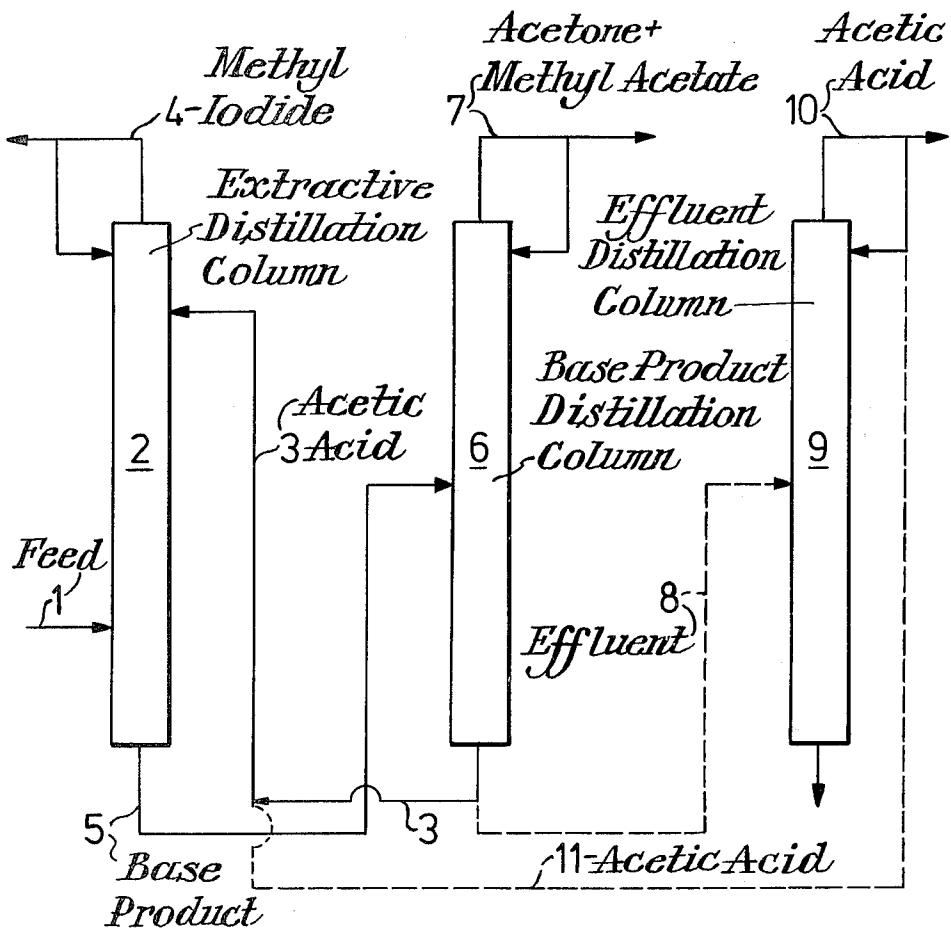 Methyl
4-Iodide
Acetone+
7 Methyl Acetate
Acetic
Acid
10
Extractive
Distillation
Column
Effluent
Distillation
Column
Base Product
Distillation
Column
Acetic
3 Acid
2
6
9
Feed
1
8
Effluent
5
3
Base
Product
11-Acetic Acid